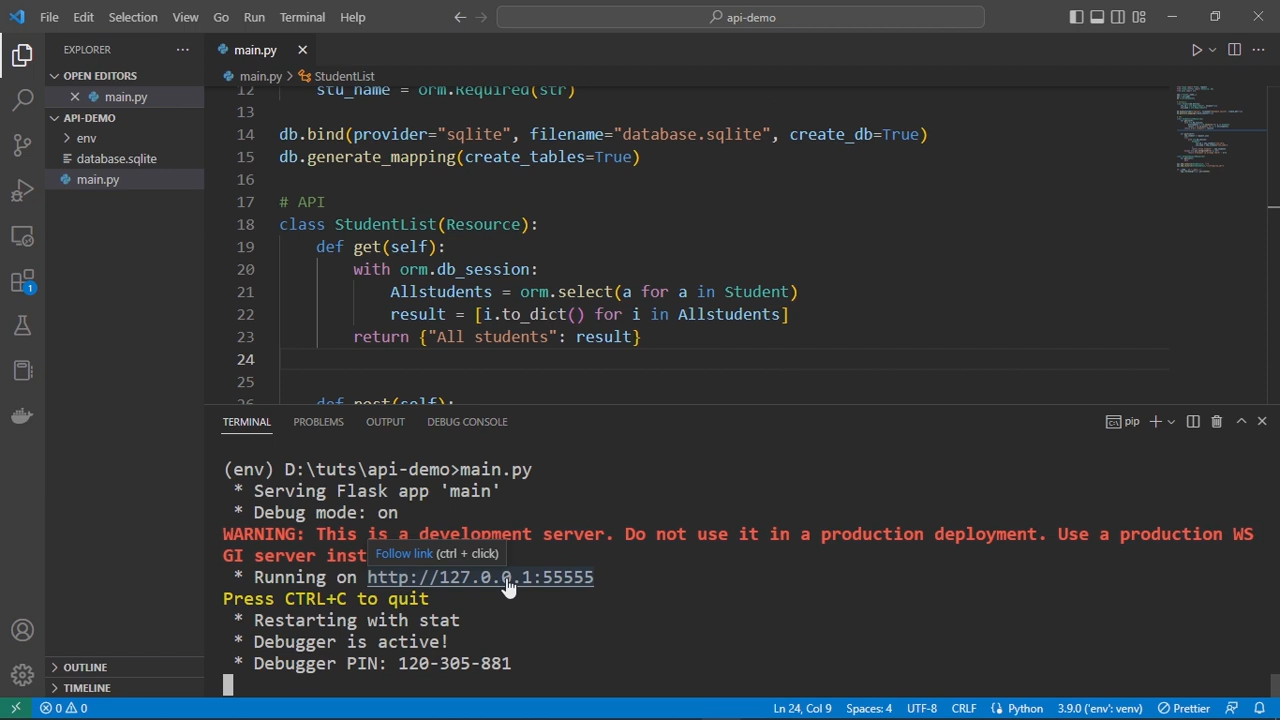 File Edit Selection View Go Run Terminal Help
api-demo
EXPLORER
OPEN EDITORS
main.py
API-DEMO
env
database.sqlite
main.py
OUTLINE
TIMELINE
1
main.py
main.py > StudentList
12 stu_name = orm.Required(str)
13
14 db.bind(provider="sqlite", filename="database.sqlite", create_db=True)
15 db.generate_mapping(create_tables=True)
16
17 # API
18 class StudentList(Resource):
19 def get(self):
20 with orm.db_session:
21 Allstudents = orm.select(a for a in Student)
22 result = [i.to_dict() for i in Allstudents]
23 return {"All students": result}
24
25
26 def post(self):
TERMINAL PROBLEMS OUTPUT DEBUG CONSOLE
pip
(env) D:\tuts\api-demo>main.py
* Serving Flask app 'main'
* Debug mode: on
WARNING: This is a development server. Do not use it in a production deployment. Use a production WS
GI server inst
Follow link (ctrl + click)
* Running on http://127.0.0.1:55555
Press CTRL+C to quit
* Restarting with stat
* Debugger is active!
* Debugger PIN: 120-305-881
0 0
Ln 24, Col 9 Spaces: 4 UTF-8 CRLF Python 3.9.0 ('env': venv) Prettier